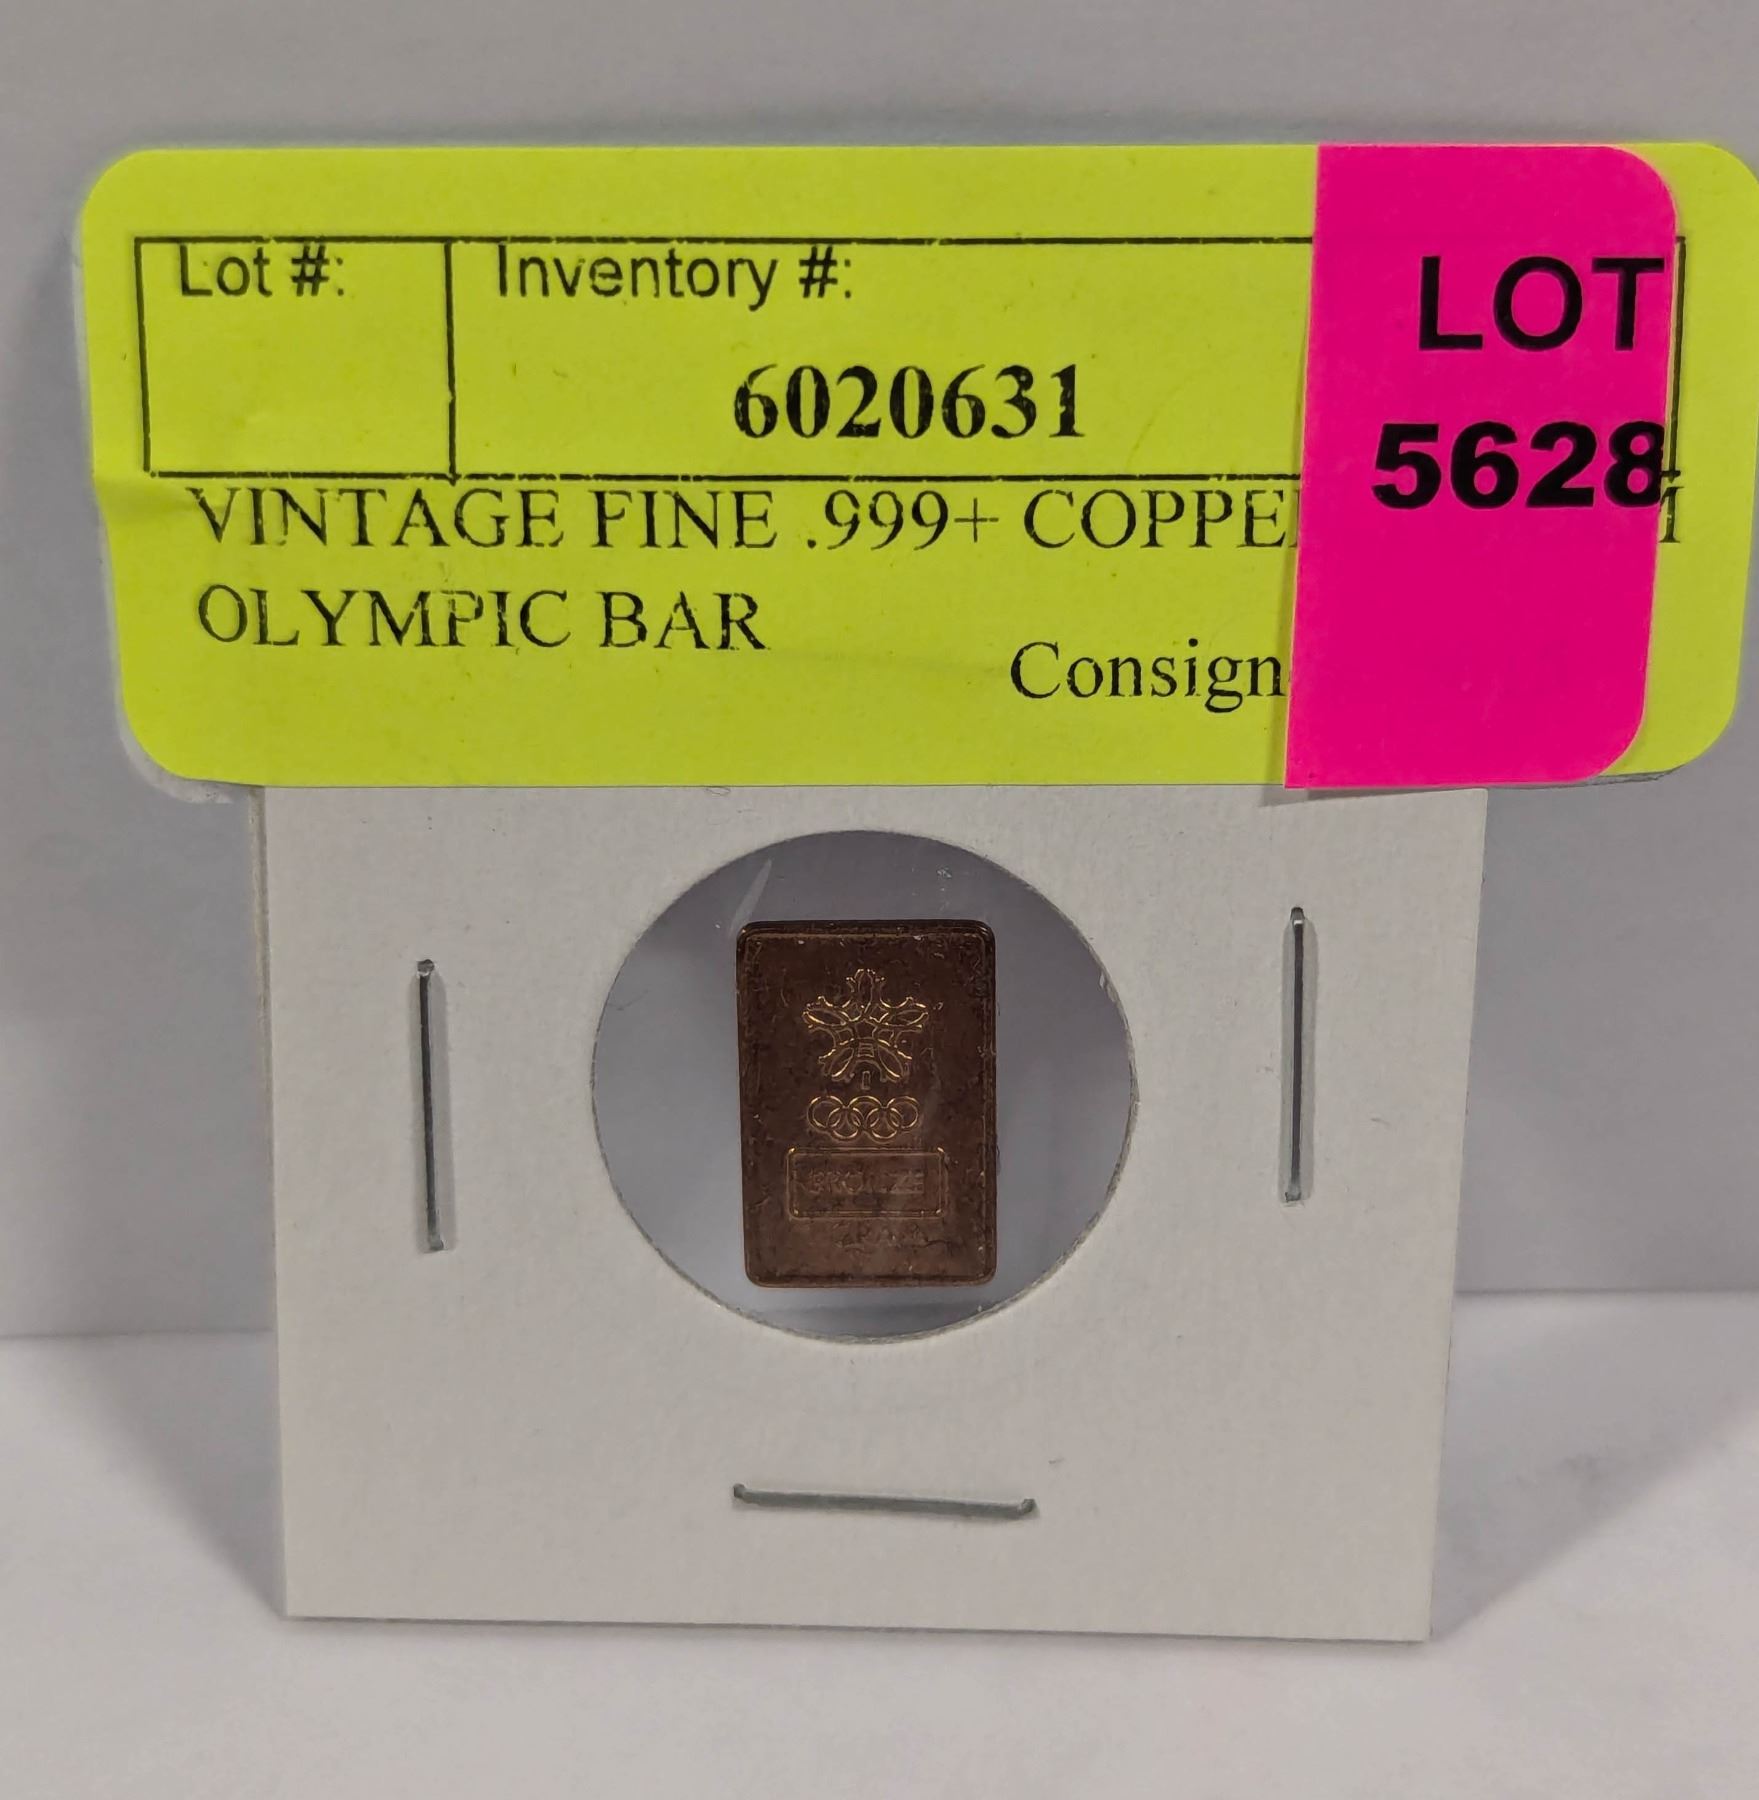 Lot #:
Inventory #:
LOT
6020631
5628
VINTAGE FINE .999+ COPPE
OLYMPIC BAR
Consign
BRONZE